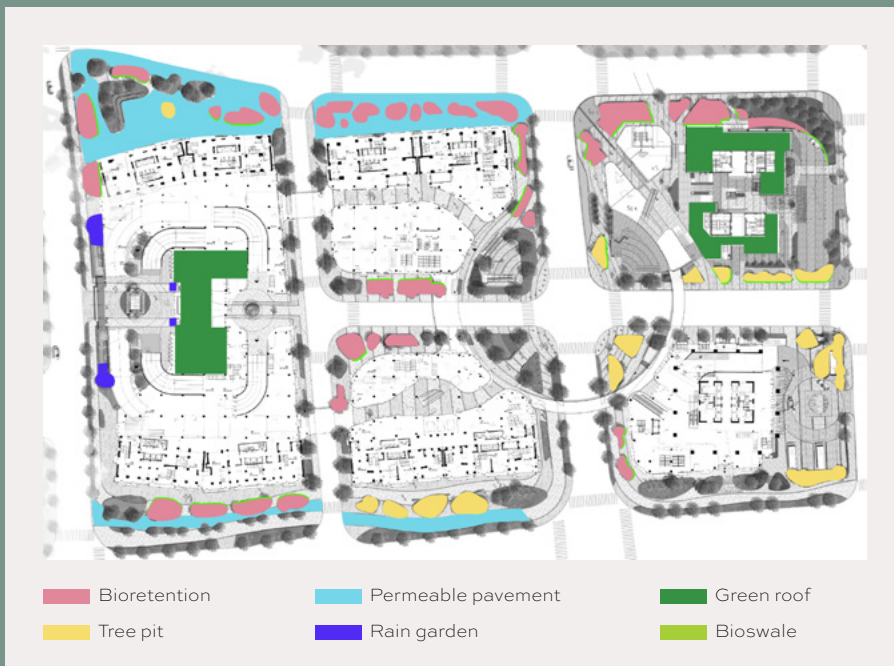 Bioretention
Permeable pavement
Green roof
Tree pit
Rain garden
Bioswale